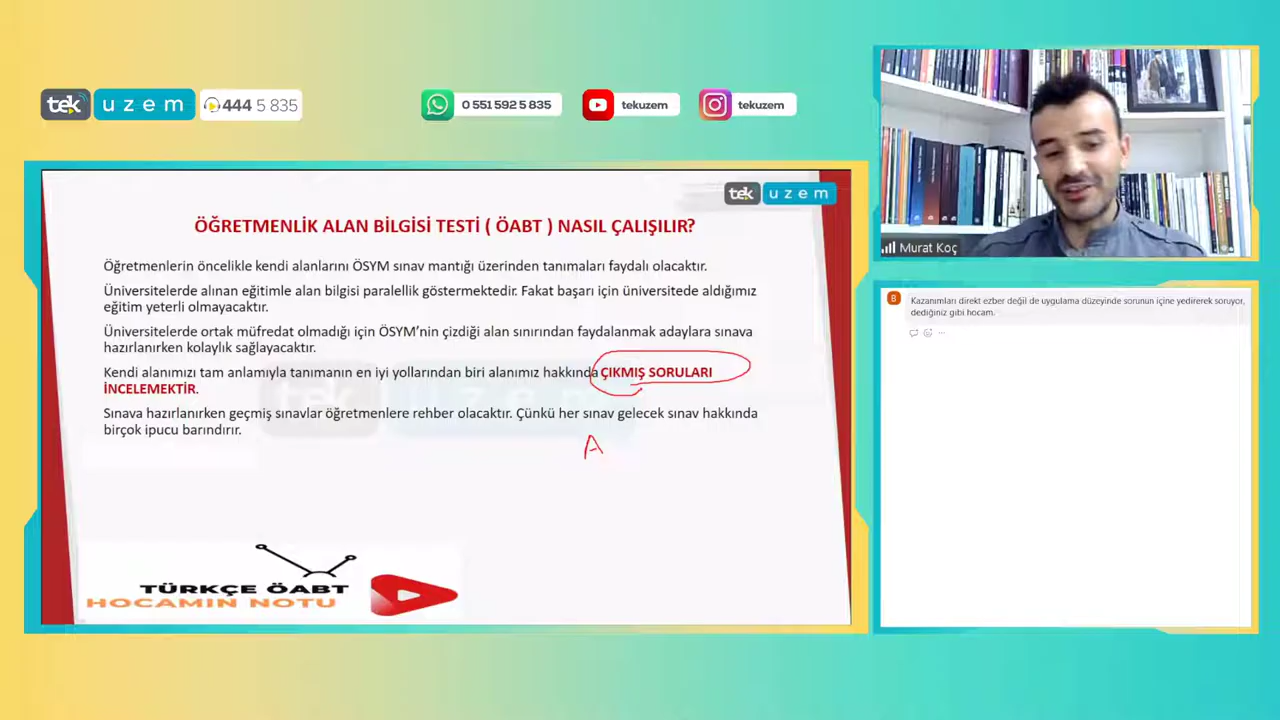 tek uzem 444 5 835
0 551 592 5 835
tekuzem
tekuzem
tek uzem
ÖĞRETMENLİK ALAN BİLGİSİ TESTİ ( ÖABT ) NASIL ÇALIŞILIR?
Öğretmenlerin öncelikle kendi alanlarını ÖSYM sınav mantığı üzerinden tanımaları faydalı olacaktır.
Üniversitelerde alınan eğitimle alan bilgisi paralellik göstermektedir. Fakat başarı için üniversitede aldığımız
eğitim yeterli olmayacaktır.
Üniversitelerde ortak müfredat olmadığı için ÖSYM'nin çizdiği alan sınırından faydalanmak adaylara sınava
hazırlanırken kolaylık sağlayacaktır.
Kendi alanımızı tam anlamıyla tanımanın en iyi yollarından biri alanımız hakkında ÇIKMIŞ SORULARI
İNCELEMEKTİR.
Sınava hazırlanırken geçmiş sınavlar öğretmenlere rehber olacaktır. Çünkü her sınav gelecek sınav hakkında
birçok ipucu barındırır.
A
TÜRKÇE ÖABT
HOCAMIN NOTU
Murat Koç
B
Kazanımları direkt ezber değil de uygulama düzeyinde sorunun içine yedirerek soruyor,
dediğiniz gibi hocam.